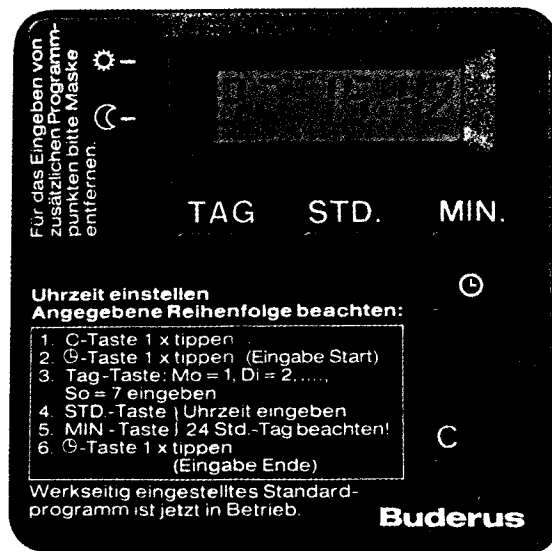 Für das Eingeben von
zusätzlichen Programm-
punkten bitte Maske
entfernen.
TAG STD. MIN.
Uhrzeit einstellen
Angegebene Reihenfolge beachten:
1. C-Taste 1 x tippen
2. 🕒-Taste 1 x tippen (Eingabe Start)
3. Tag-Taste: Mo = 1, Di = 2, .....,
So = 7 eingeben
4. STD.-Taste } Uhrzeit eingeben
5. MIN-Taste } 24 Std.-Tag beachten!
6. 🕒-Taste 1 x tippen
(Eingabe Ende)
C
Werkseitig eingestelltes Standard-
programm ist jetzt in Betrieb.
Buderus